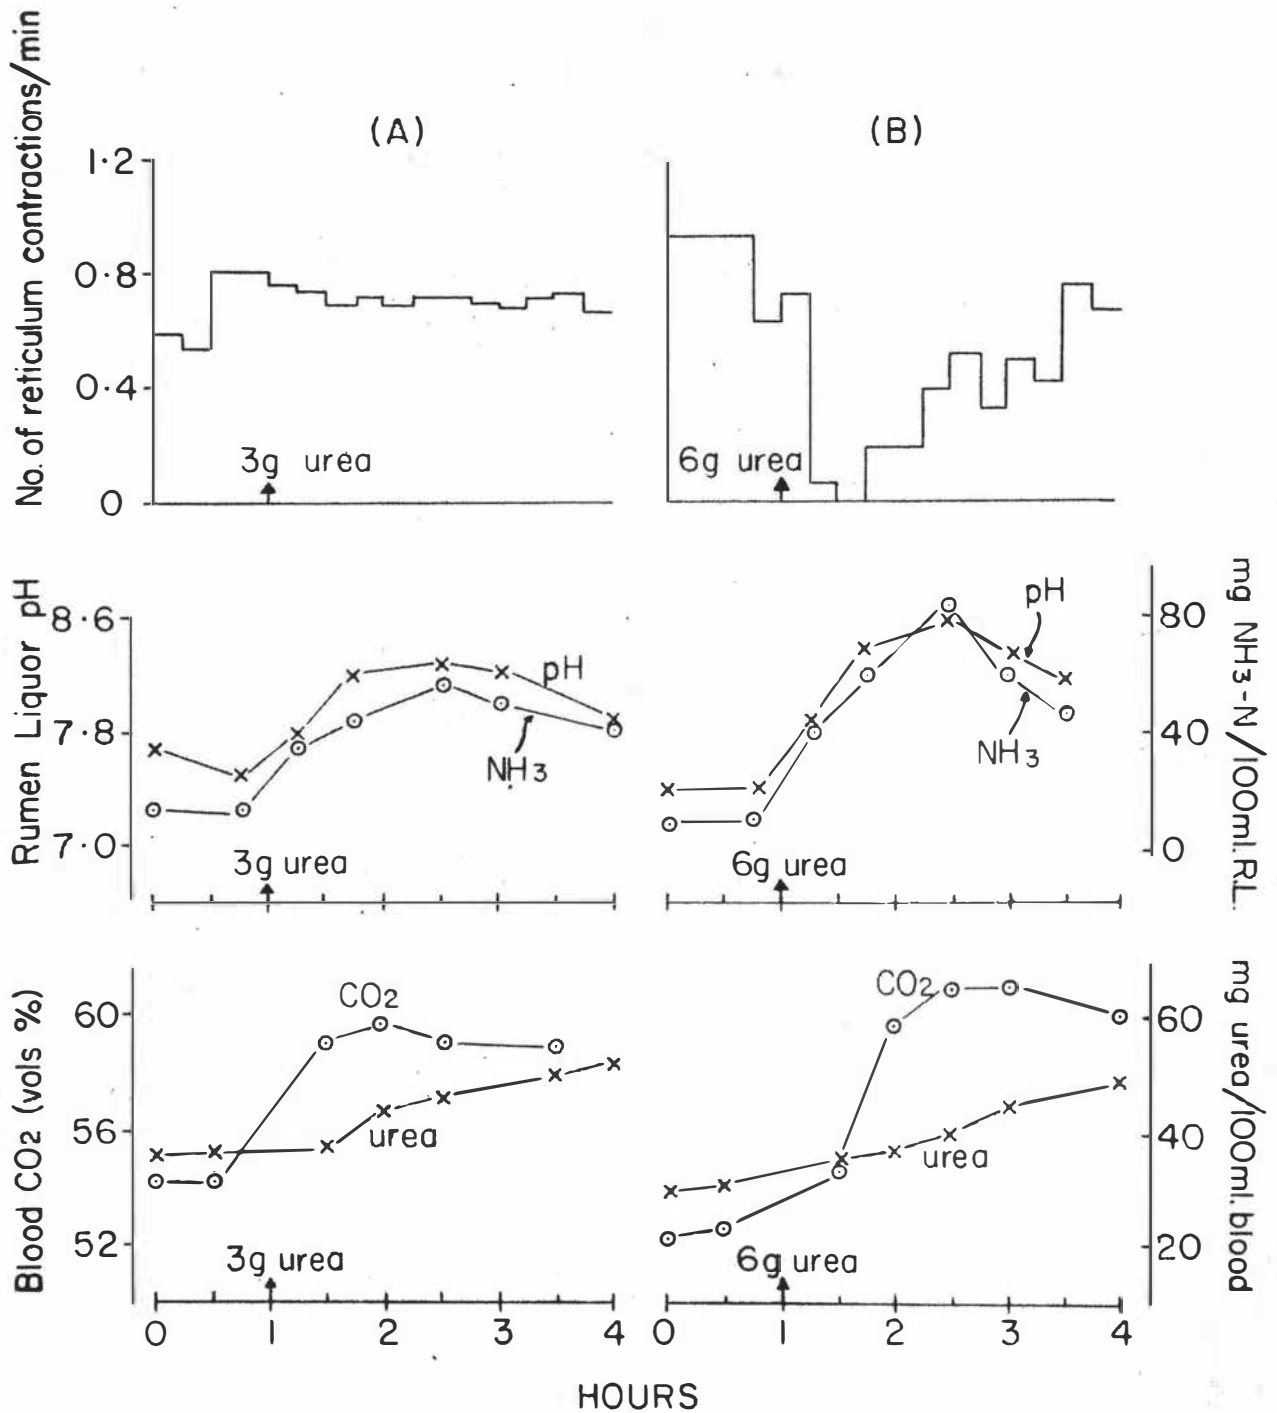 (A)
(B)
No. of reticulum contractions/min
1·2
0·8
0·4
0
3g urea
6g urea
Rumen Liquor pH
8·6
7·8
7·0
pH
NH3
3g urea
pH
NH3
6g urea
mg NH3-N/100ml.R.L.
80
40
0
Blood CO2 (vols %)
60
56
52
CO2
urea
3g urea
CO2
urea
6g urea
mg urea/100ml.blood
60
40
20
0 1 2 3 4
0 1 2 3 4
HOURS